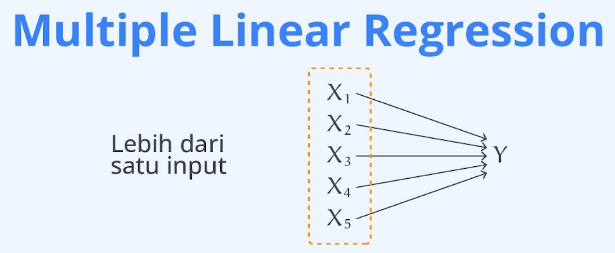 Multiple Linear Regression
Lebih dari
satu input
X₁
X₂
X₃
X₄
X₅
Y